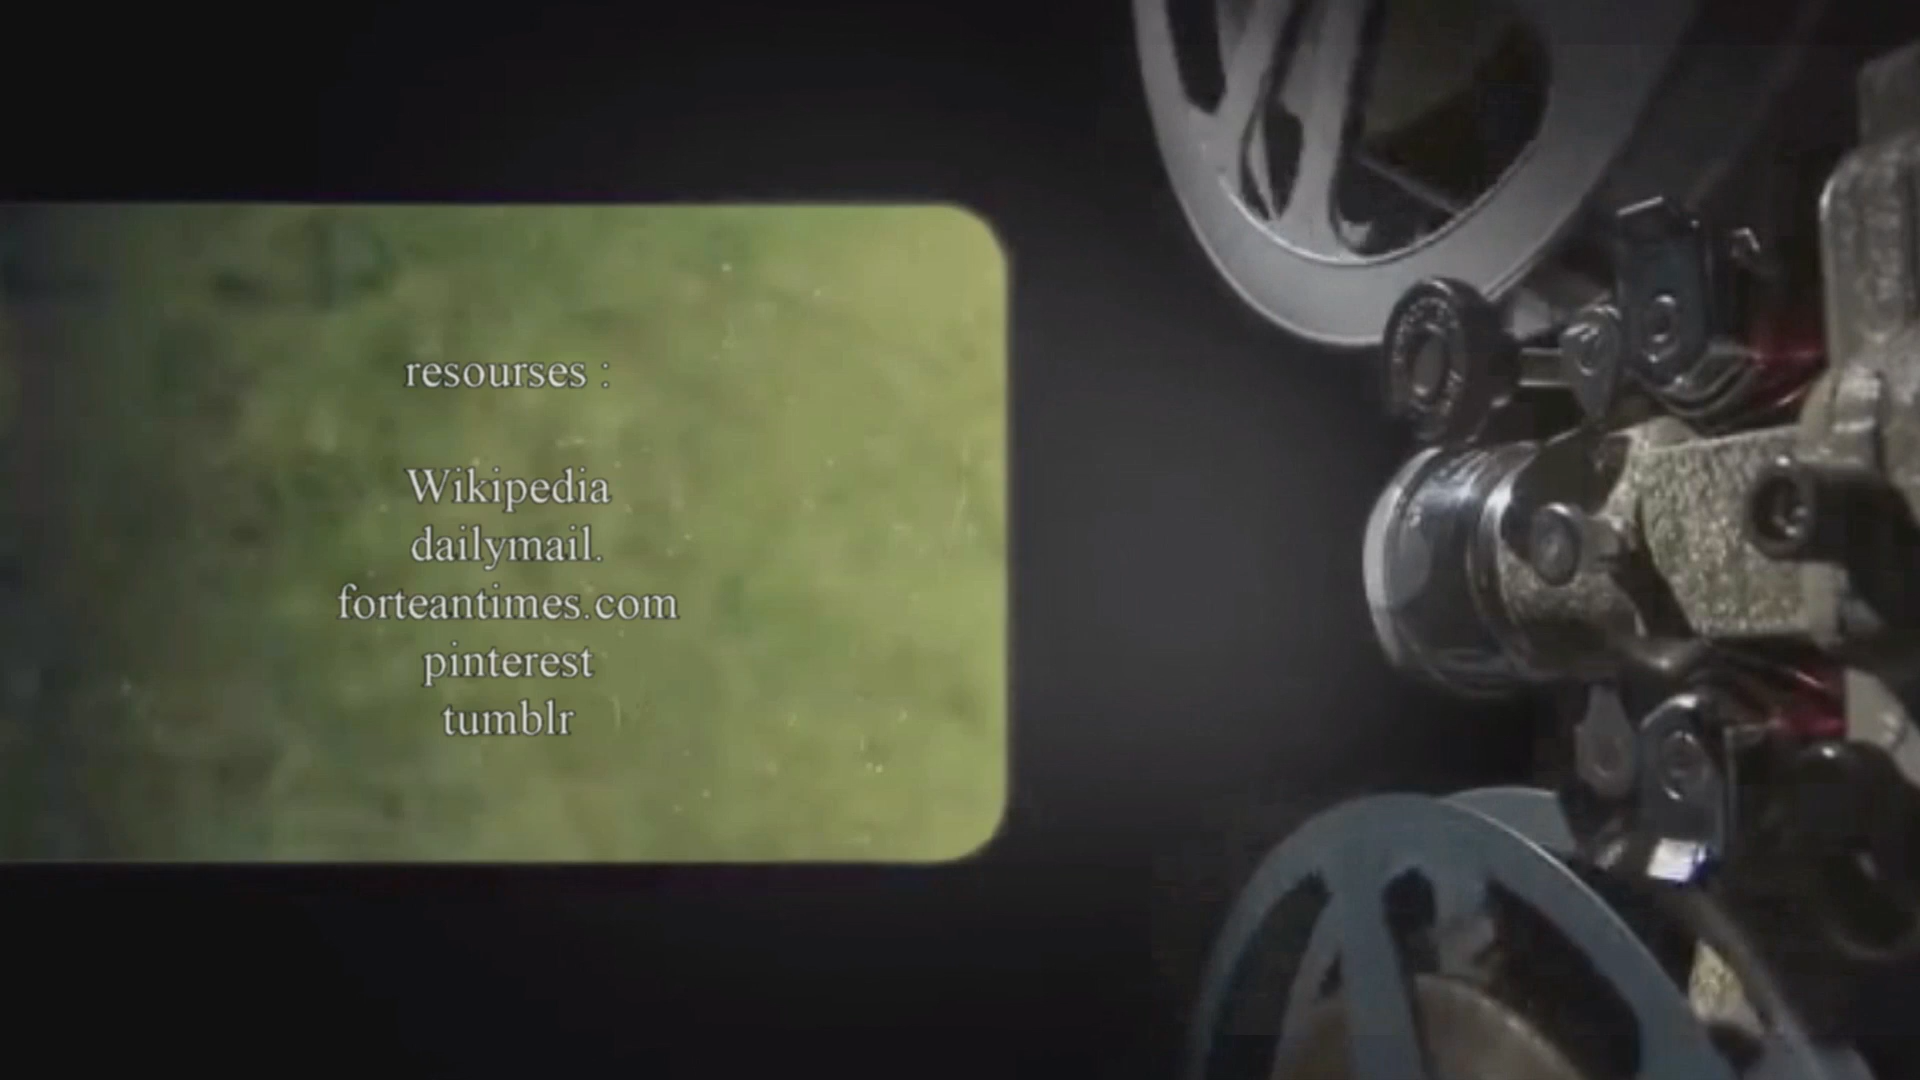 resourses :
Wikipedia
dailymail.
forteantimes.com
pinterest
tumblr